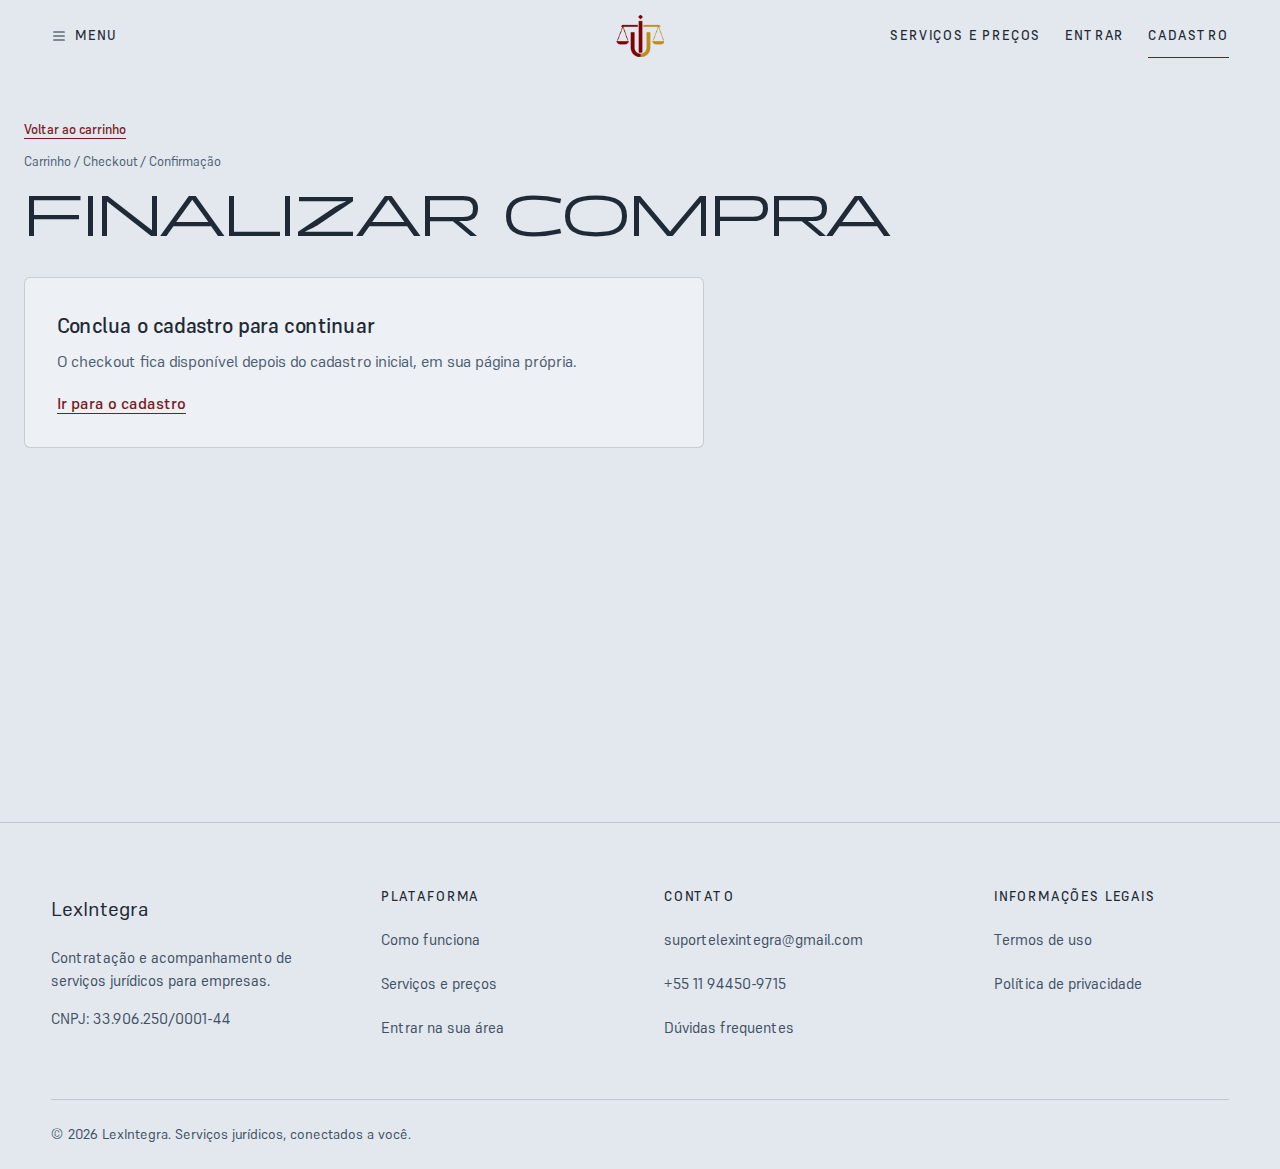 MENU
SERVIÇOS E PREÇOS
ENTRAR
CADASTRO
Voltar ao carrinho
Carrinho / Checkout / Confirmação
FINALIZAR COMPRA
Conclua o cadastro para continuar
O checkout fica disponível depois do cadastro inicial, em sua página própria.
Ir para o cadastro
LexIntegra
Contratação e acompanhamento de
serviços jurídicos para empresas.
CNPJ: 33.906.250/0001-44
PLATAFORMA
Como funciona
Serviços e preços
Entrar na sua área
CONTATO
suportelexintegra@gmail.com
+55 11 94450-9715
Dúvidas frequentes
INFORMAÇÕES LEGAIS
Termos de uso
Política de privacidade
© 2026 LexIntegra. Serviços jurídicos, conectados a você.